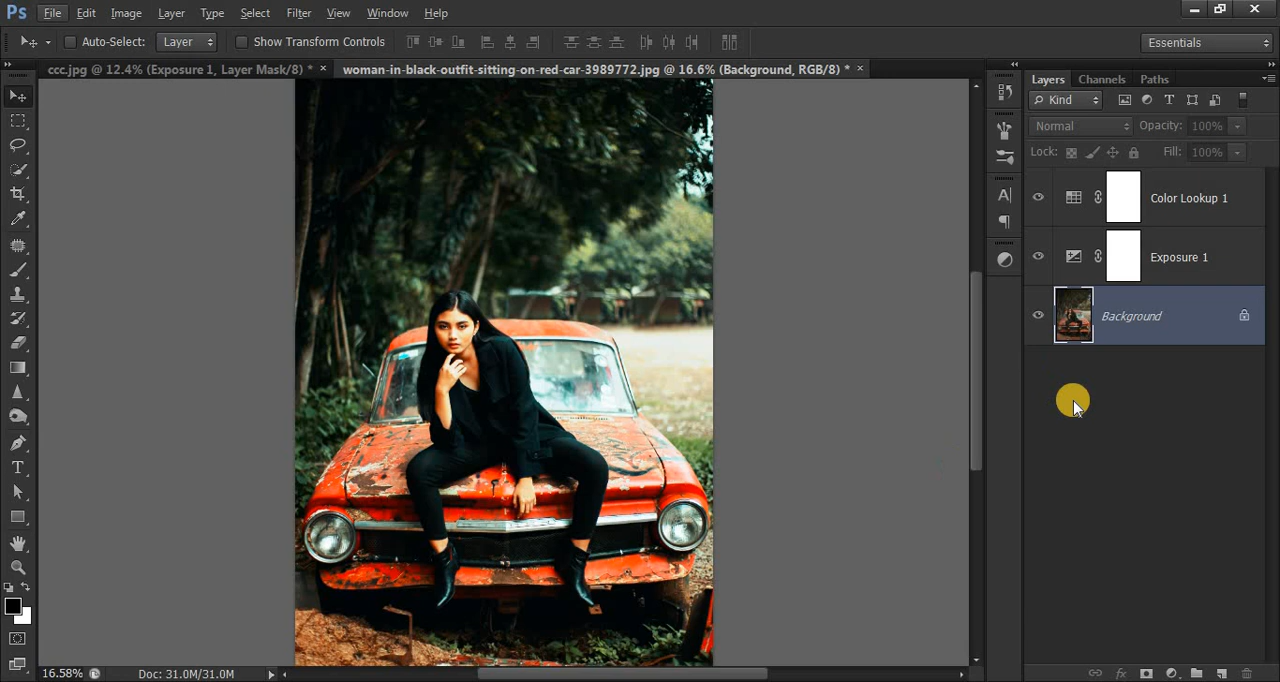 Ps File Edit Image Layer Type Select Filter View Window Help
Auto-Select: Layer Show Transform Controls Essentials
ccc.jpg @ 12.4% (Exposure 1, Layer Mask/8) * × woman-in-black-outfit-sitting-on-red-car-3989772.jpg @ 16.6% (Background, RGB/8) * ×
Layers Channels Paths
Kind
Normal Opacity: 100%
Lock: Fill: 100%
Color Lookup 1
Exposure 1
Background
16.58% Doc: 31.0M/31.0M